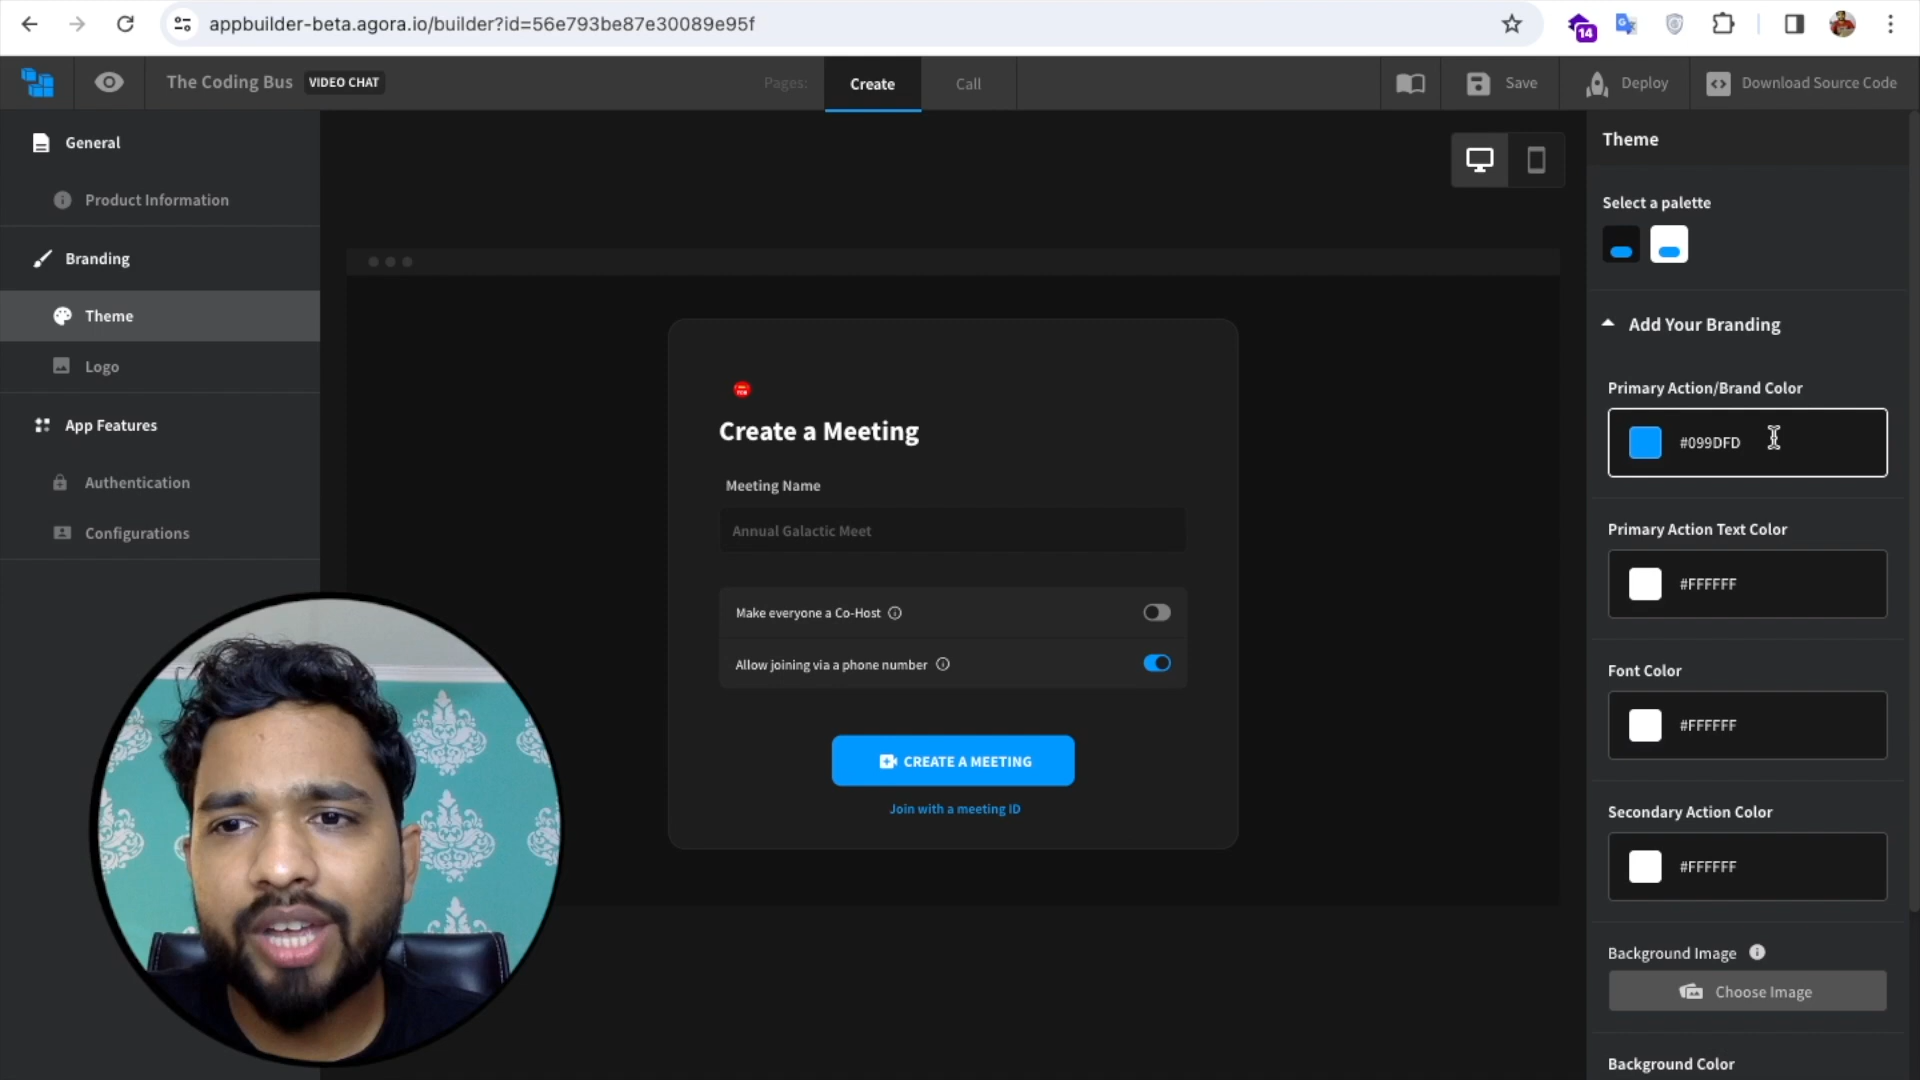 appbuilder-beta.agora.io/builder?id=56e793be87e30089e95f
14
The Coding Bus
VIDEO CHAT
Pages:
Create
Call
Save
Deploy
Download Source Code
General
Product Information
Branding
Theme
Logo
App Features
Authentication
Configurations
Create a Meeting
Meeting Name
Annual Galactic Meet
Make everyone a Co-Host
Allow joining via a phone number
CREATE A MEETING
Join with a meeting ID
Theme
Select a palette
Add Your Branding
Primary Action/Brand Color
#099DFD
Primary Action Text Color
#FFFFFF
Font Color
#FFFFFF
Secondary Action Color
#FFFFFF
Background Image
Choose Image
Background Color